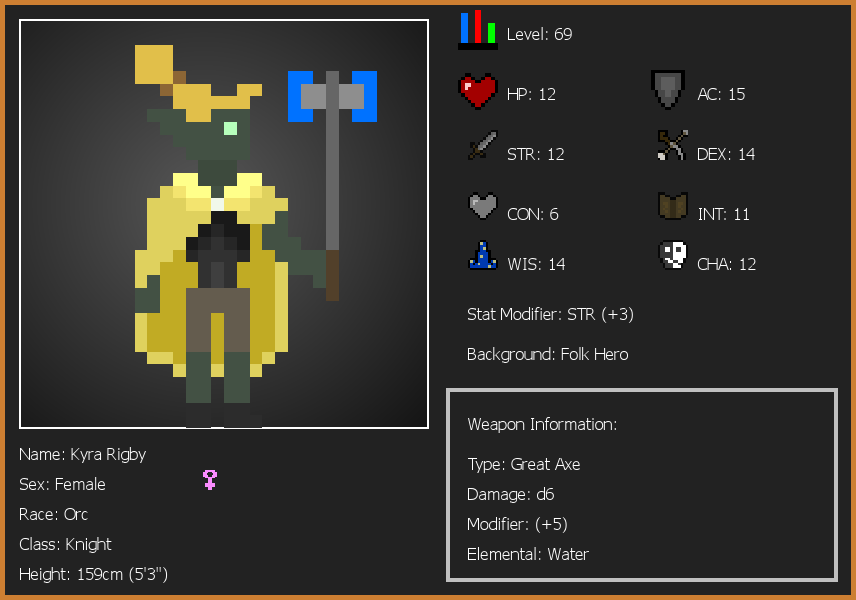 Level: 69
HP: 12
AC: 15
STR: 12
DEX: 14
CON: 6
INT: 11
WIS: 14
CHA: 12
Stat Modifier: STR (+3)
Background: Folk Hero
Weapon Information:
Type: Great Axe
Damage: d6
Modifier: (+5)
Elemental: Water
Name: Kyra Rigby
Sex: Female
Race: Orc
Class: Knight
Height: 159cm (5'3")